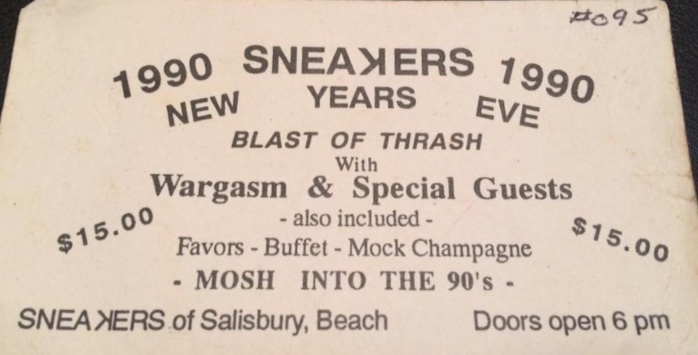 #095
1990 SNEAKERS 1990
NEW YEARS EVE
BLAST OF THRASH
With
Wargasm & Special Guests
- also included -
$15.00 $15.00
Favors - Buffet - Mock Champagne
- MOSH INTO THE 90's -
SNEAKERS of Salisbury, Beach Doors open 6 pm